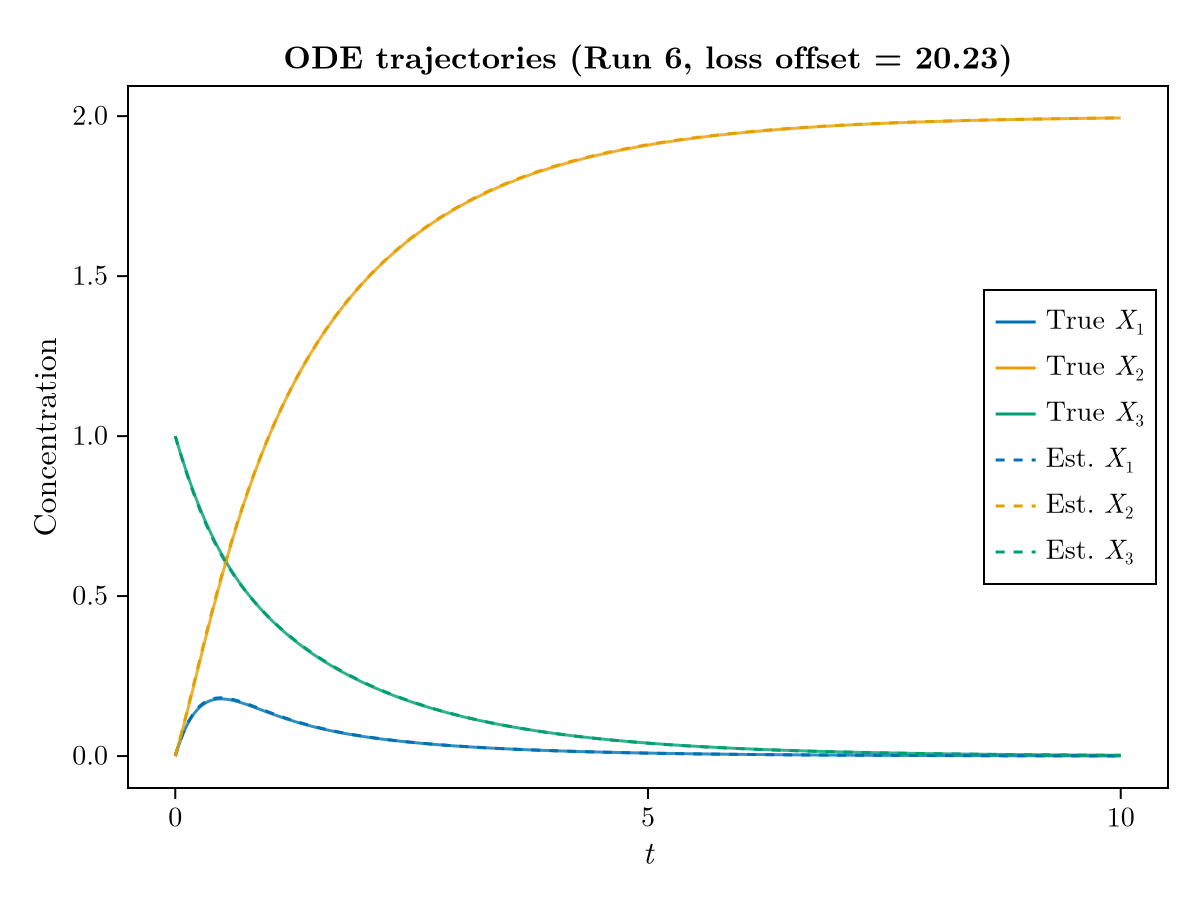 ODE trajectories (Run 6, loss offset = 20.23)
2.0
1.5
1.0
0.5
0.0
Concentration
0
5
10
t
True X₁
True X₂
True X₃
Est. X₁
Est. X₂
Est. X₃